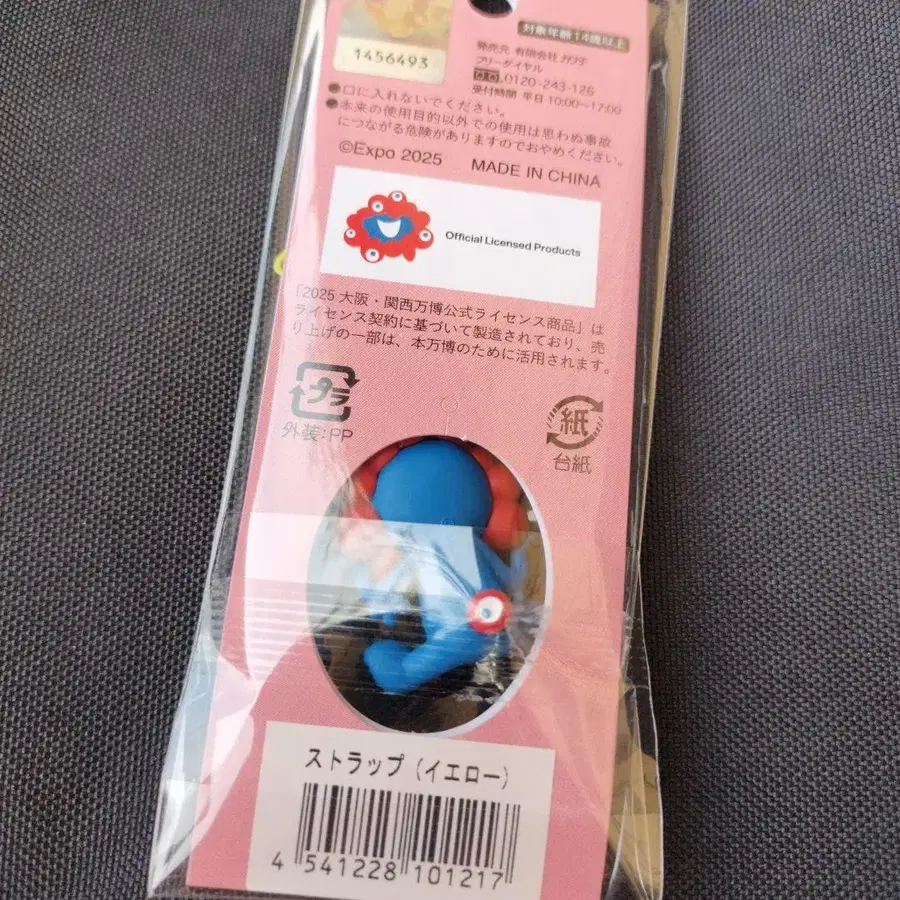 1456493
対象年齢14歳以上
発売元 有限会社カワナ
フリーダイヤル
0120-243-126
受付時間 平日 10:00〜17:00
●口に入れないでください。
●本来の使用目的以外での使用は思わぬ事故
につながる危険がありますのでおやめください。
©Expo 2025 MADE IN CHINA
Official Licensed Products
「2025 大阪・関西万博公式ライセンス商品」は
ライセンス契約に基づいて製造されており、売
り上げの一部は、本万博のために活用されます。
プラ
外装:PP
紙
台紙
ストラップ (イエロー)
4 541228 101217